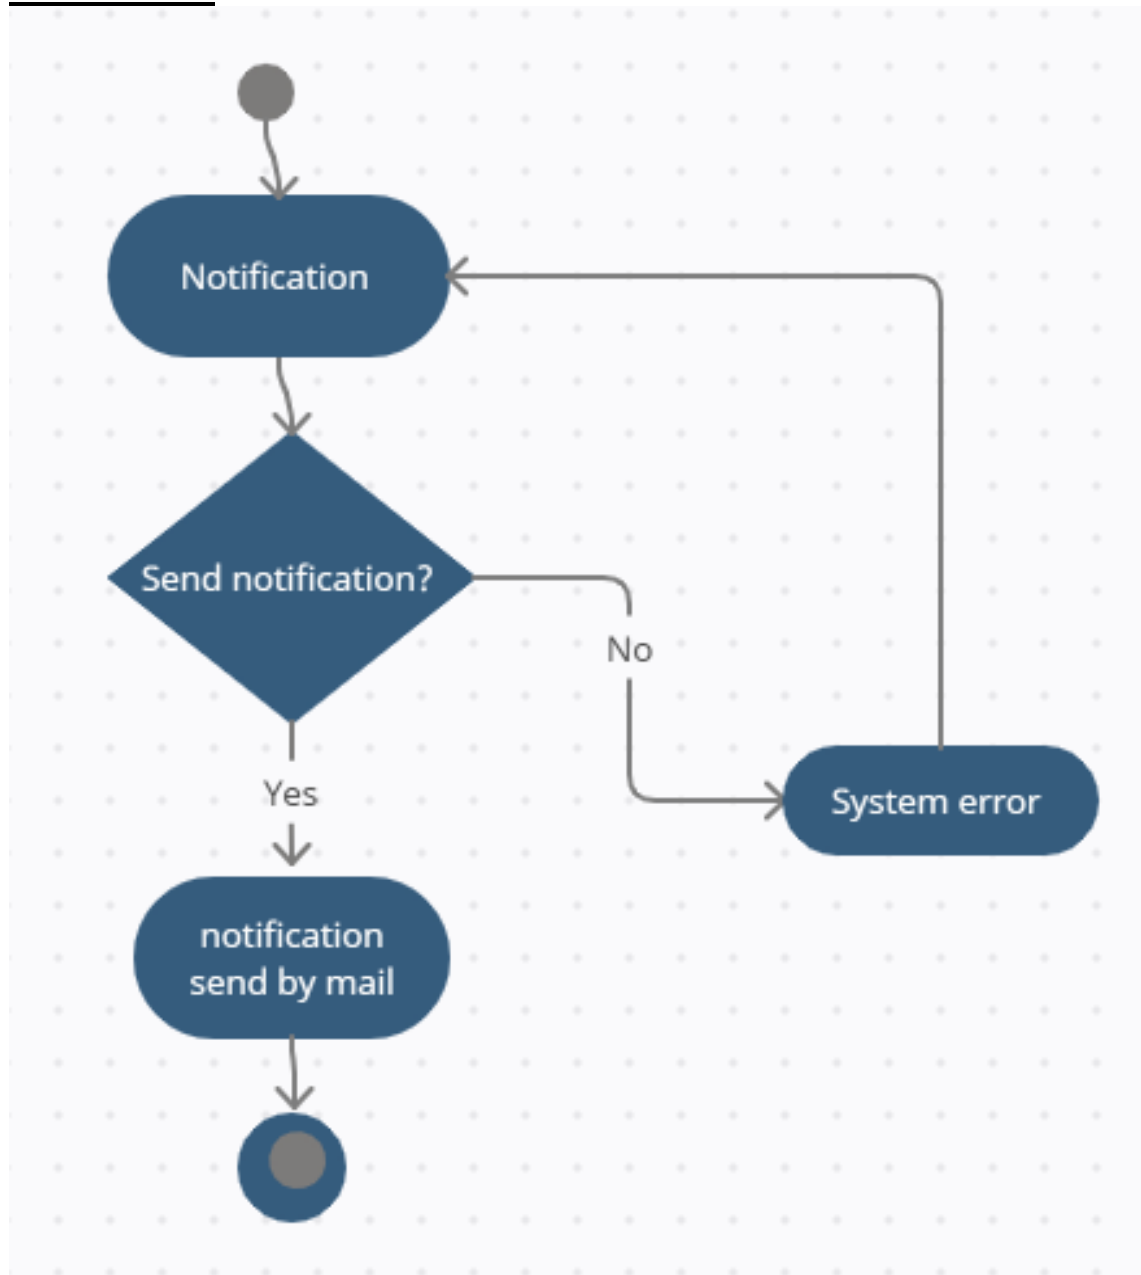 Notification
Send notification?
No
Yes
System error
notification
send by mail